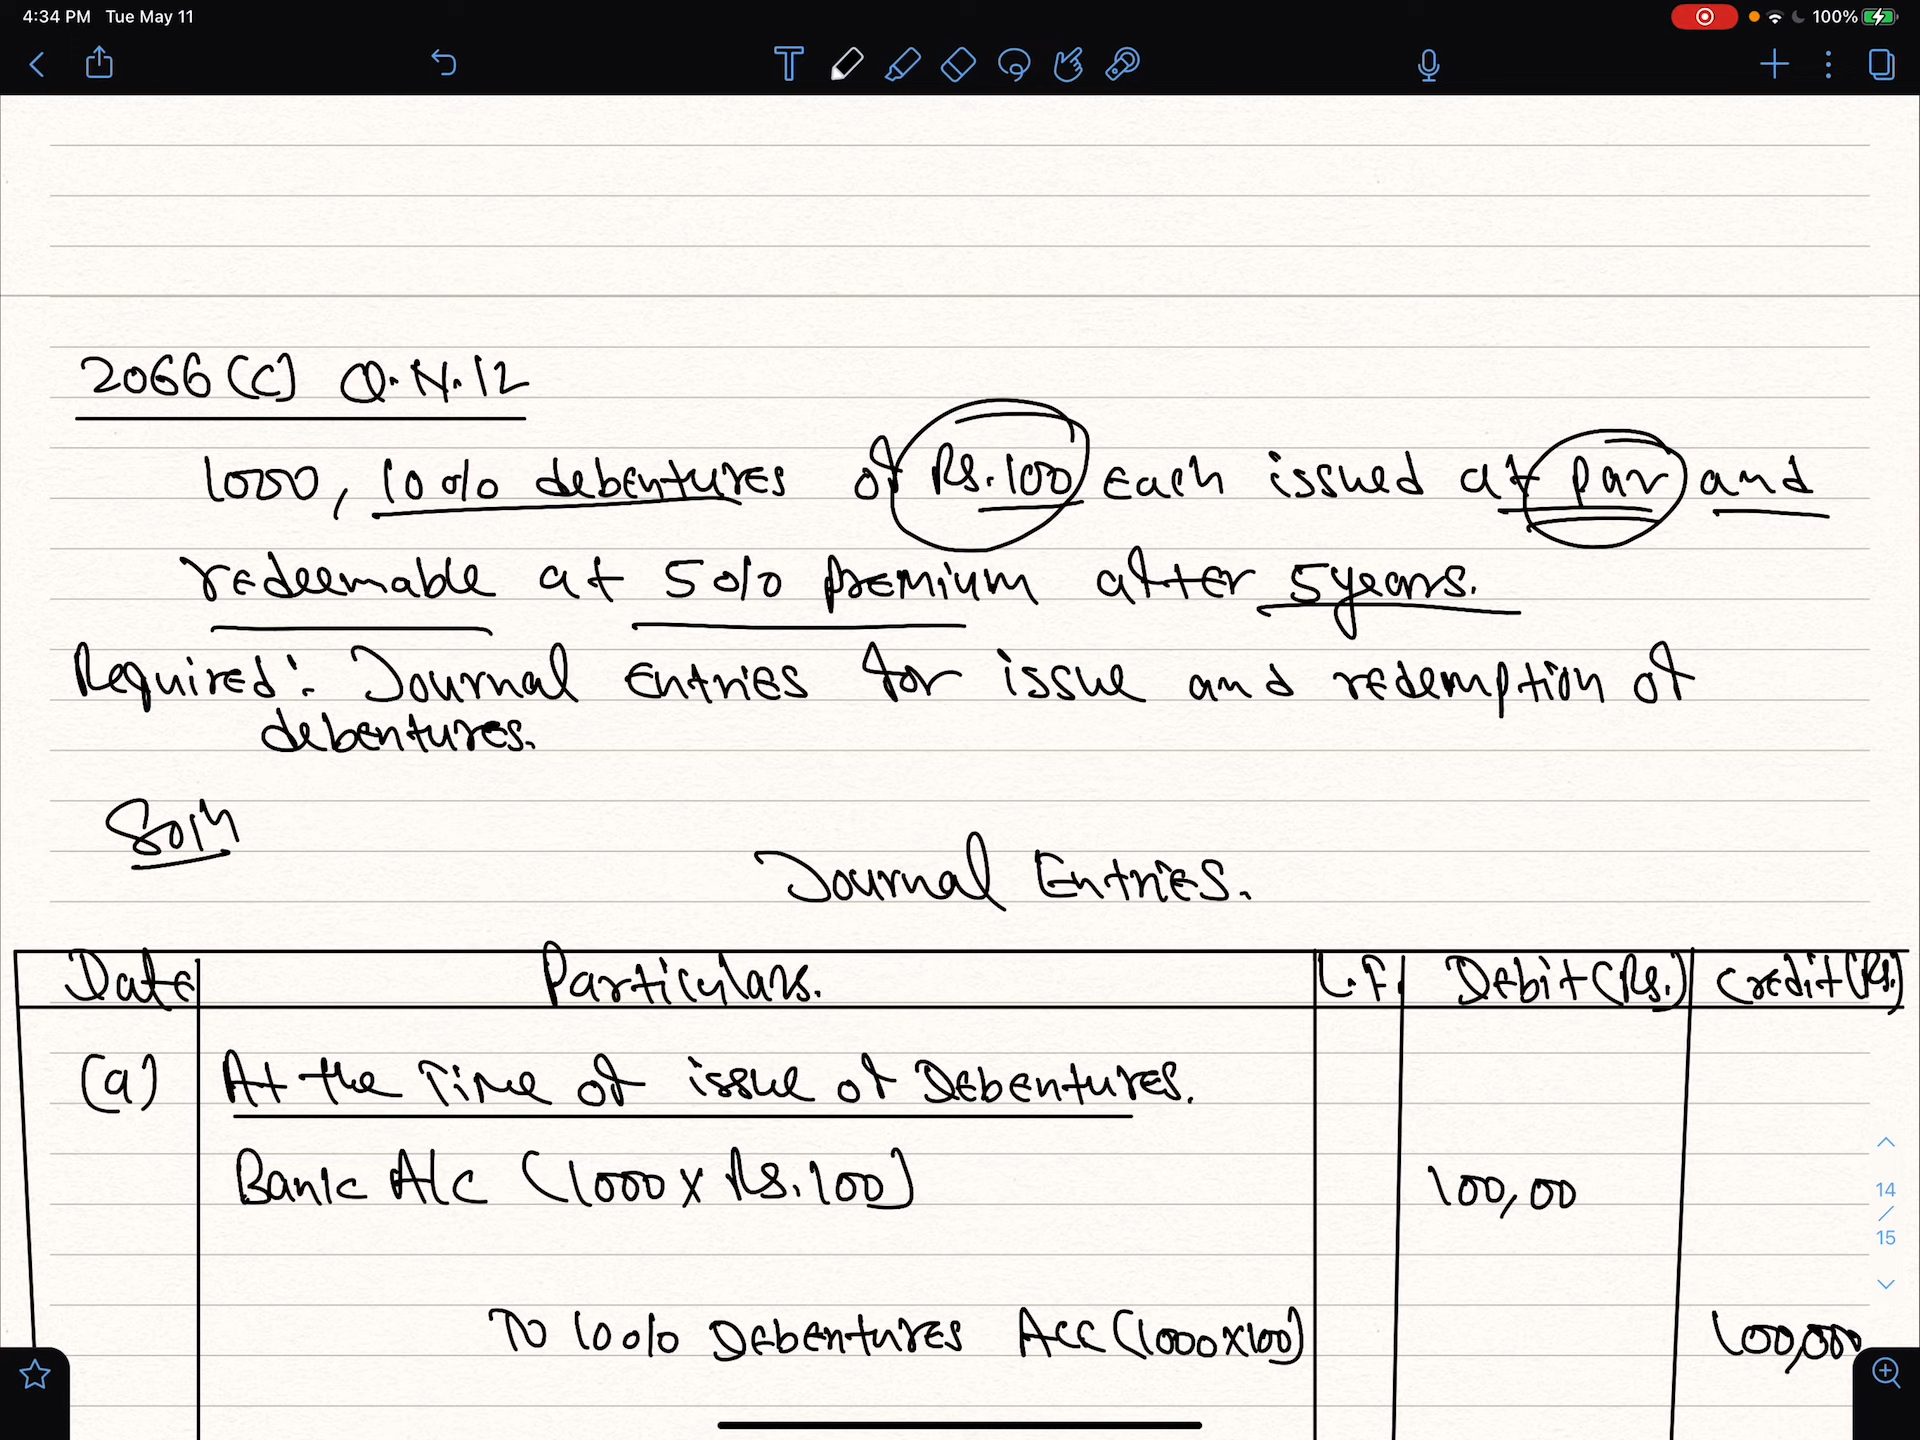 4:34 PM Tue May 11
100%
2066 (C) Q.N.12
1000, 10% debentures of Rs.100 Each issued at par and
redeemable at 5% premium after 5 years.
Required: Journal Entries for issue and redemption of
debentures.
Soln
Journal Entries.
Date Particulars. L.F. Debit (Rs.) Credit (Rs.)
(a) At the Time of issue of Debentures.
Bank A/c (1000 x Rs.100) 100,00
14
/
15
To 10% Debentures Acc (1000x100) 100,000